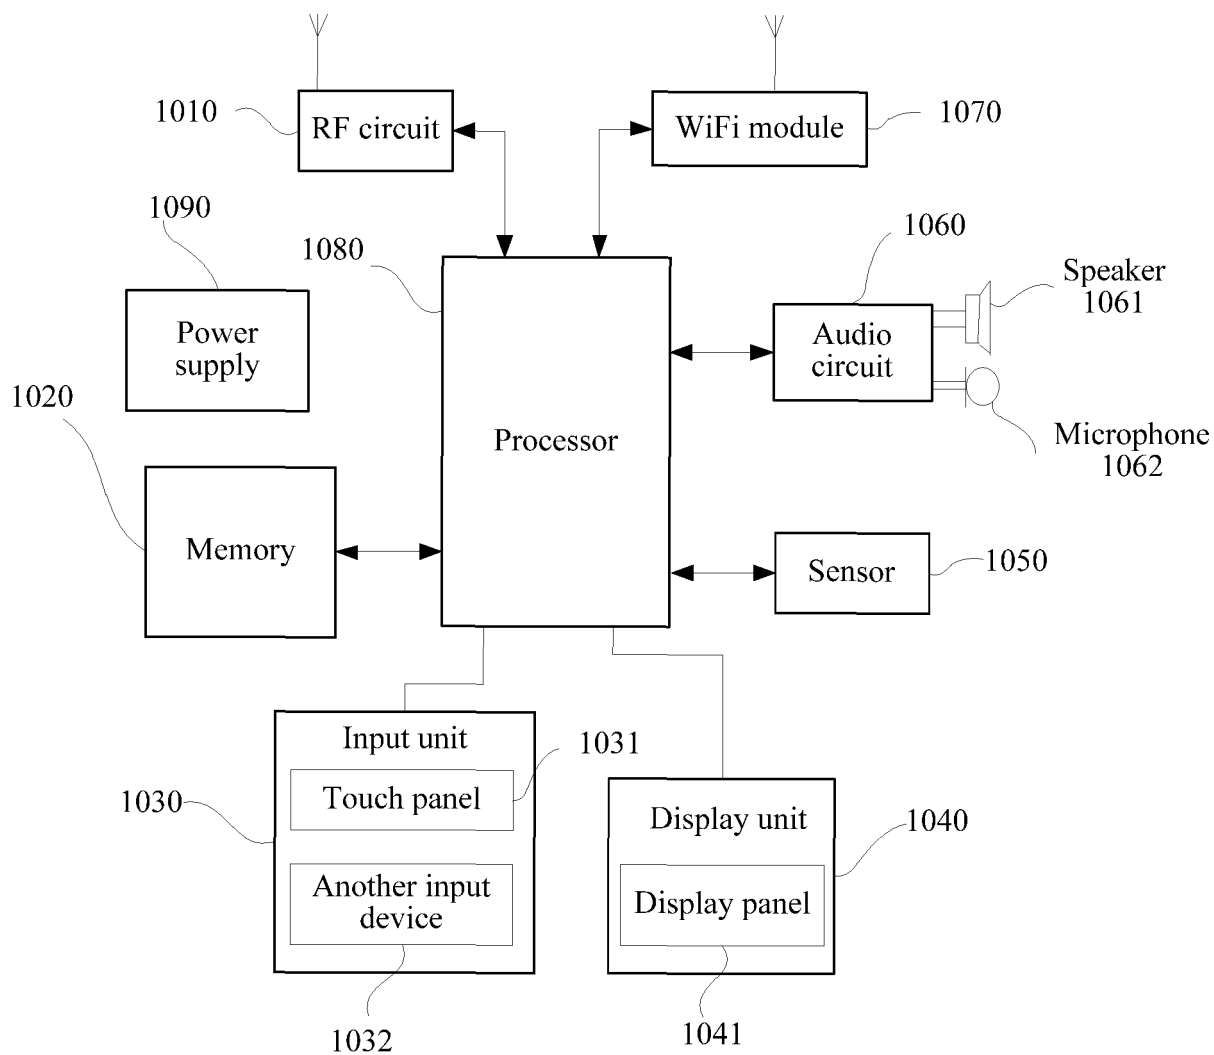 1010
RF circuit
WiFi module
1070
1090
1080
1060
Speaker
1061
Power
supply
Audio
circuit
1020
Processor
Microphone
1062
Memory
Sensor
1050
Input unit
1031
Touch panel
1030
Display unit
1040
Another input
device
Display panel
1032
1041